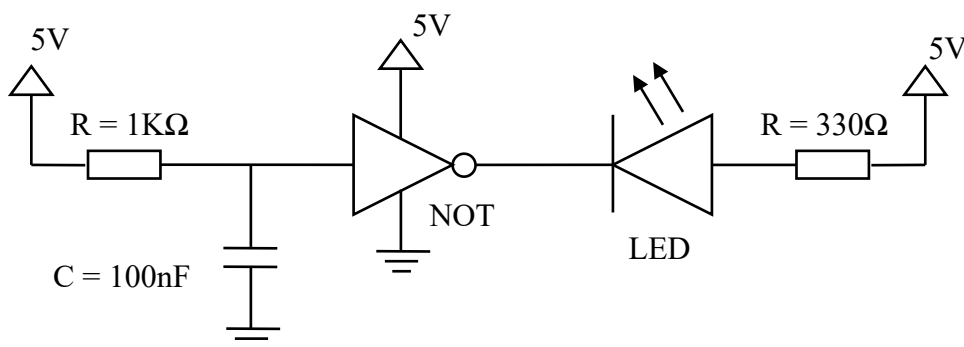 5V
5V
5V
R = 1KΩ
R = 330Ω
NOT
LED
C = 100nF